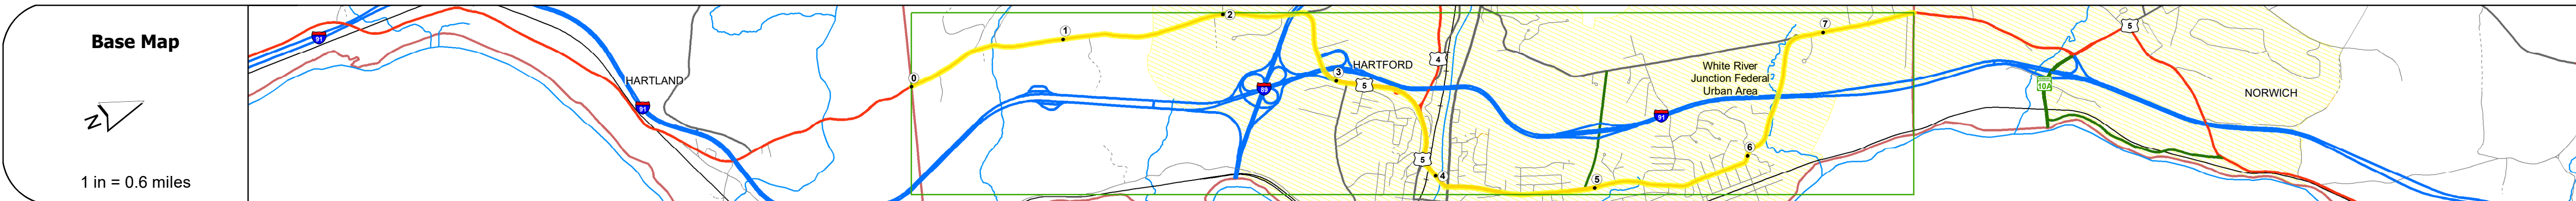 Base Map
N
1 in = 0.6 miles
91
HARTLAND
91
0
1
2
89
3
HARTFORD
5
4
5
4
5
91
White River
Junction Federal
Urban Area
6
7
5
10A
NORWICH